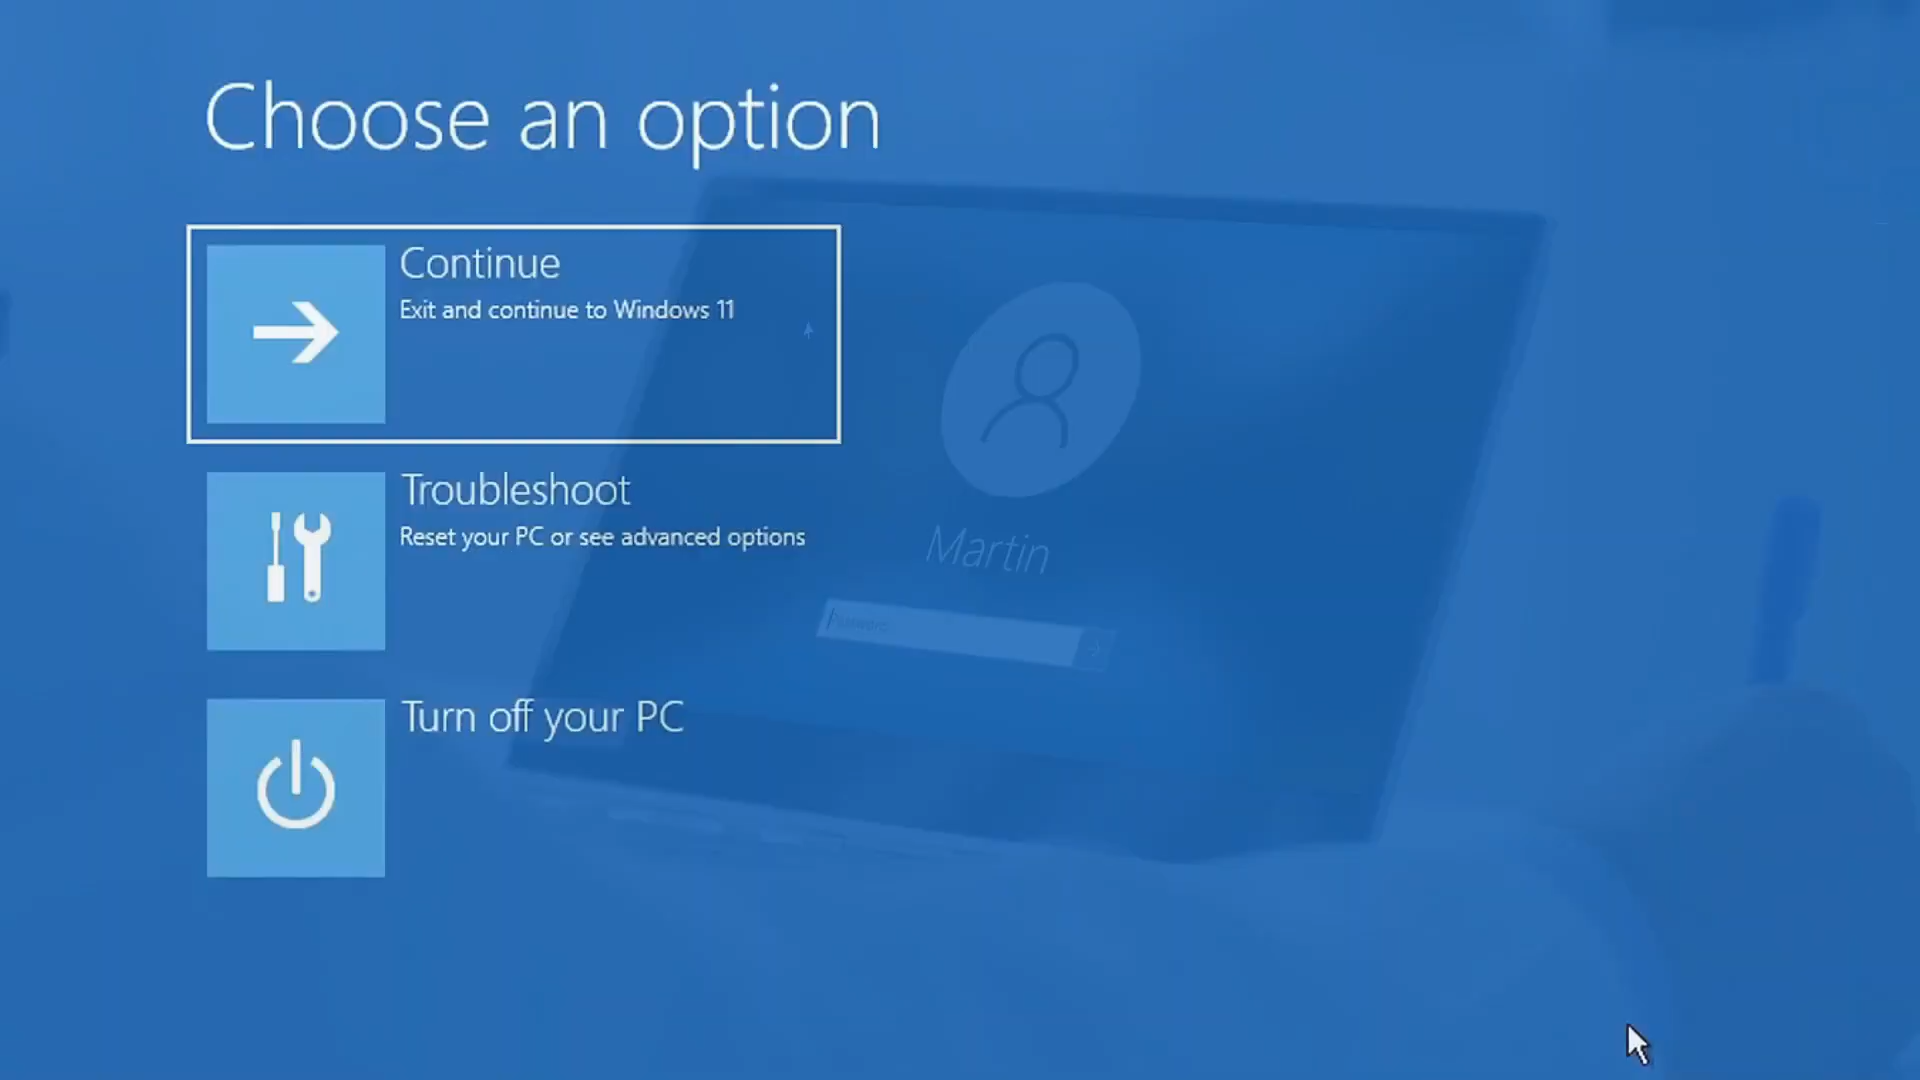 Choose an option
Continue
Exit and continue to Windows 11
Troubleshoot
Reset your PC or see advanced options
Turn off your PC
Martin
Password